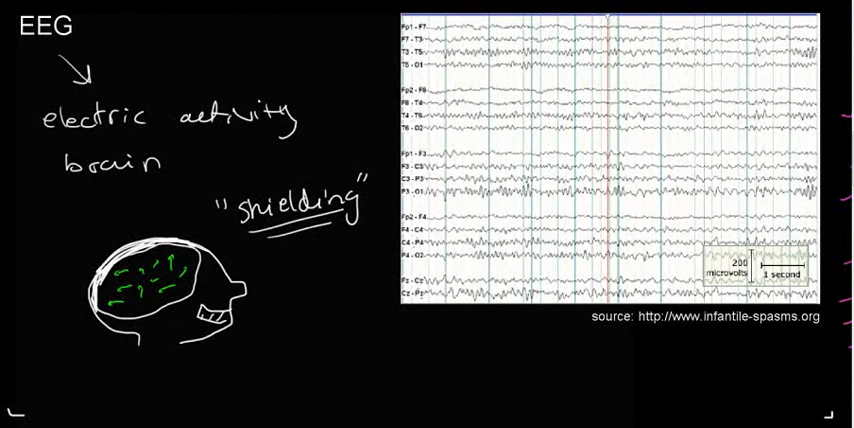 EEG
electric activity
brain
"shielding"
Fp1 - F7
F7 - T3
T3 - T5
T5 - O1
Fp2 - F8
F8 - T4
T4 - T6
T6 - O2
Fp1 - F3
F3 - C3
C3 - P3
P3 - O1
Fp2 - F4
F4 - C4
C4 - P4
P4 - O2
Fz - Cz
Cz - Pz
200
microvolts
1 second
source: http://www.infantile-spasms.org